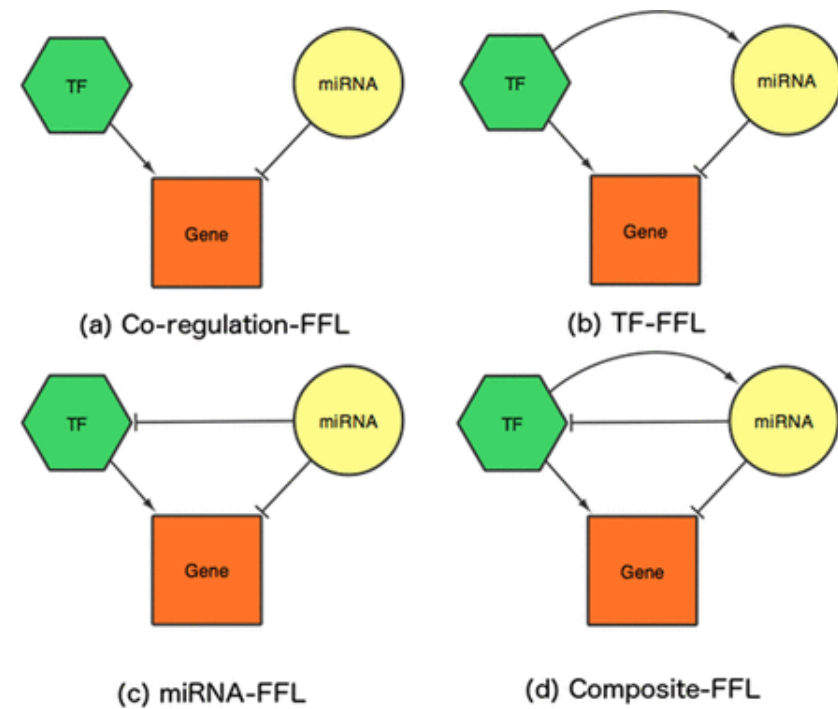 TF
miRNA
Gene
(a) Co-regulation-FFL
TF
miRNA
Gene
(b) TF-FFL
TF
miRNA
Gene
(c) miRNA-FFL
TF
miRNA
Gene
(d) Composite-FFL